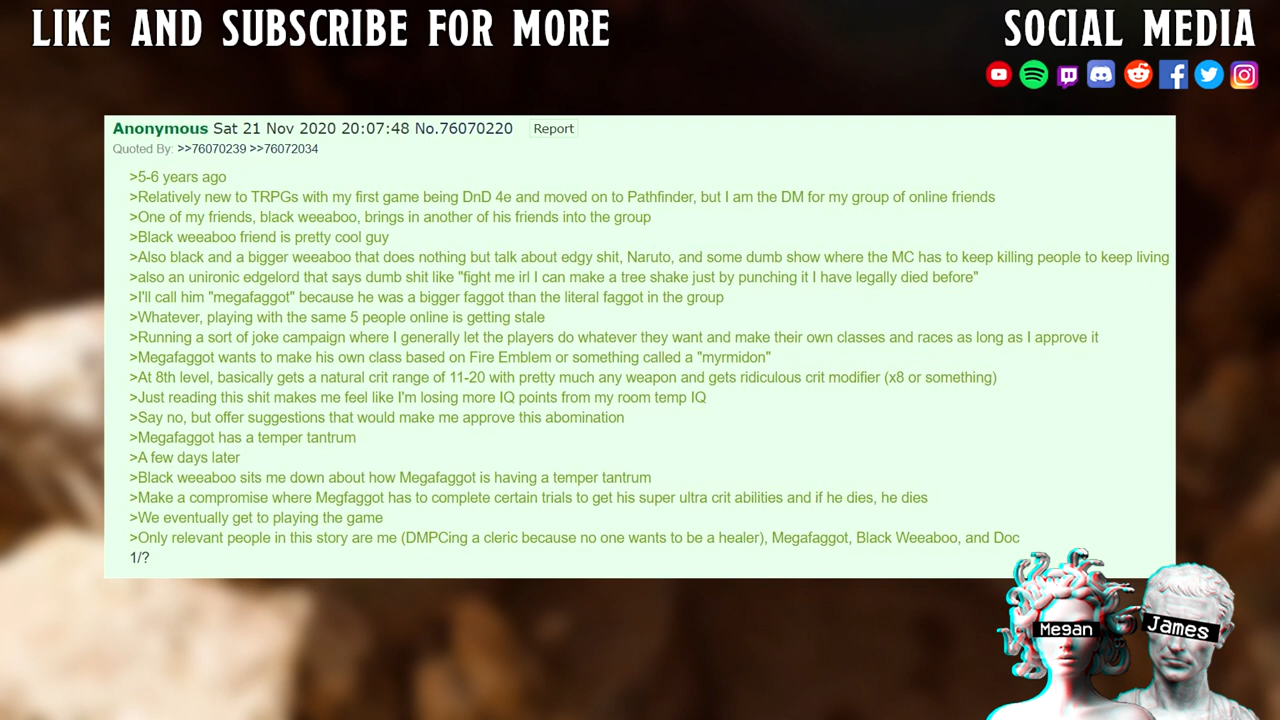 LIKE AND SUBSCRIBE FOR MORE
SOCIAL MEDIA
Anonymous Sat 21 Nov 2020 20:07:48 No.76070220 Report
Quoted By: >>76070239 >>76072034
>5-6 years ago
>Relatively new to TRPGs with my first game being DnD 4e and moved on to Pathfinder, but I am the DM for my group of online friends
>One of my friends, black weeaboo, brings in another of his friends into the group
>Black weeaboo friend is pretty cool guy
>Also black and a bigger weeaboo that does nothing but talk about edgy shit, Naruto, and some dumb show where the MC has to keep killing people to keep living
>also an unironic edgelord that says dumb shit like "fight me irl I can make a tree shake just by punching it I have legally died before"
>I'll call him "megafaggot" because he was a bigger faggot than the literal faggot in the group
>Whatever, playing with the same 5 people online is getting stale
>Running a sort of joke campaign where I generally let the players do whatever they want and make their own classes and races as long as I approve it
>Megafaggot wants to make his own class based on Fire Emblem or something called a "myrmidon"
>At 8th level, basically gets a natural crit range of 11-20 with pretty much any weapon and gets ridiculous crit modifier (x8 or something)
>Just reading this shit makes me feel like I'm losing more IQ points from my room temp IQ
>Say no, but offer suggestions that would make me approve this abomination
>Megafaggot has a temper tantrum
>A few days later
>Black weeaboo sits me down about how Megafaggot is having a temper tantrum
>Make a compromise where Megfaggot has to complete certain trials to get his super ultra crit abilities and if he dies, he dies
>We eventually get to playing the game
>Only relevant people in this story are me (DMPCing a cleric because no one wants to be a healer), Megafaggot, Black Weeaboo, and Doc
1/?
Megan
James